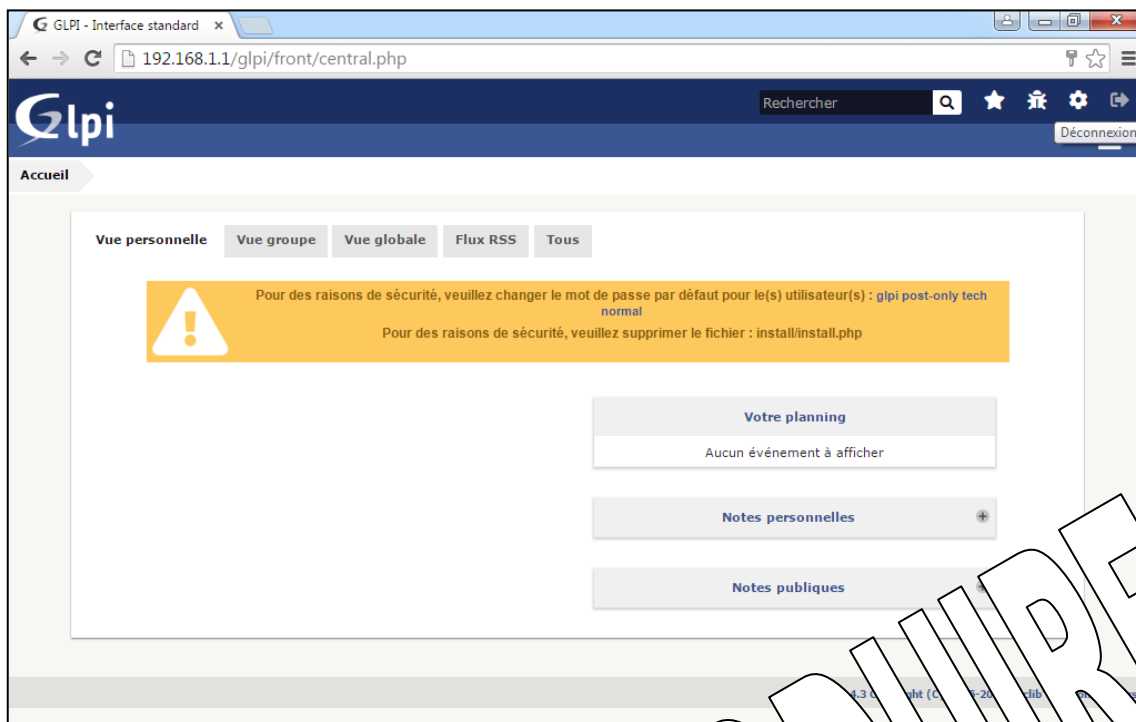 GLPI - Interface standard
192.168.1.1/glpi/front/central.php
Glpi
Rechercher
Déconnexion
Accueil
Vue personnelle Vue groupe Vue globale Flux RSS Tous
Pour des raisons de sécurité, veuillez changer le mot de passe par défaut pour le(s) utilisateur(s) : glpi post-only tech
normal
Pour des raisons de sécurité, veuillez supprimer le fichier : install/install.php
Votre planning
Aucun événement à afficher
Notes personnelles
Notes publiques